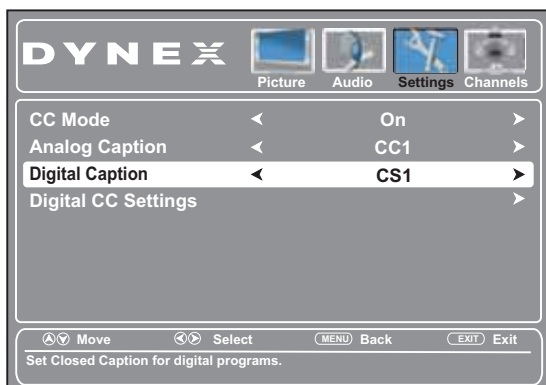 DYNEX
Picture Audio Settings Channels
CC Mode On
Analog Caption CC1
Digital Caption CS1
Digital CC Settings
Move Select MENU Back EXIT Exit
Set Closed Caption for digital programs.